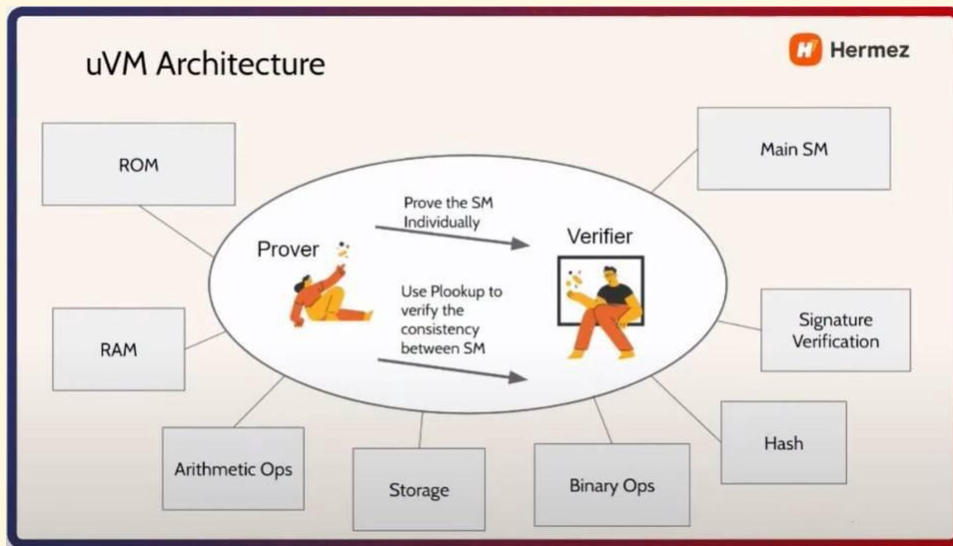 uVM Architecture
Hermez
ROM
Main SM
Prove the SM
Individually
Prover
Verifier
Use Plookup to
verify the
consistency
between SM
RAM
Signature
Verification
Arithmetic Ops
Storage
Binary Ops
Hash